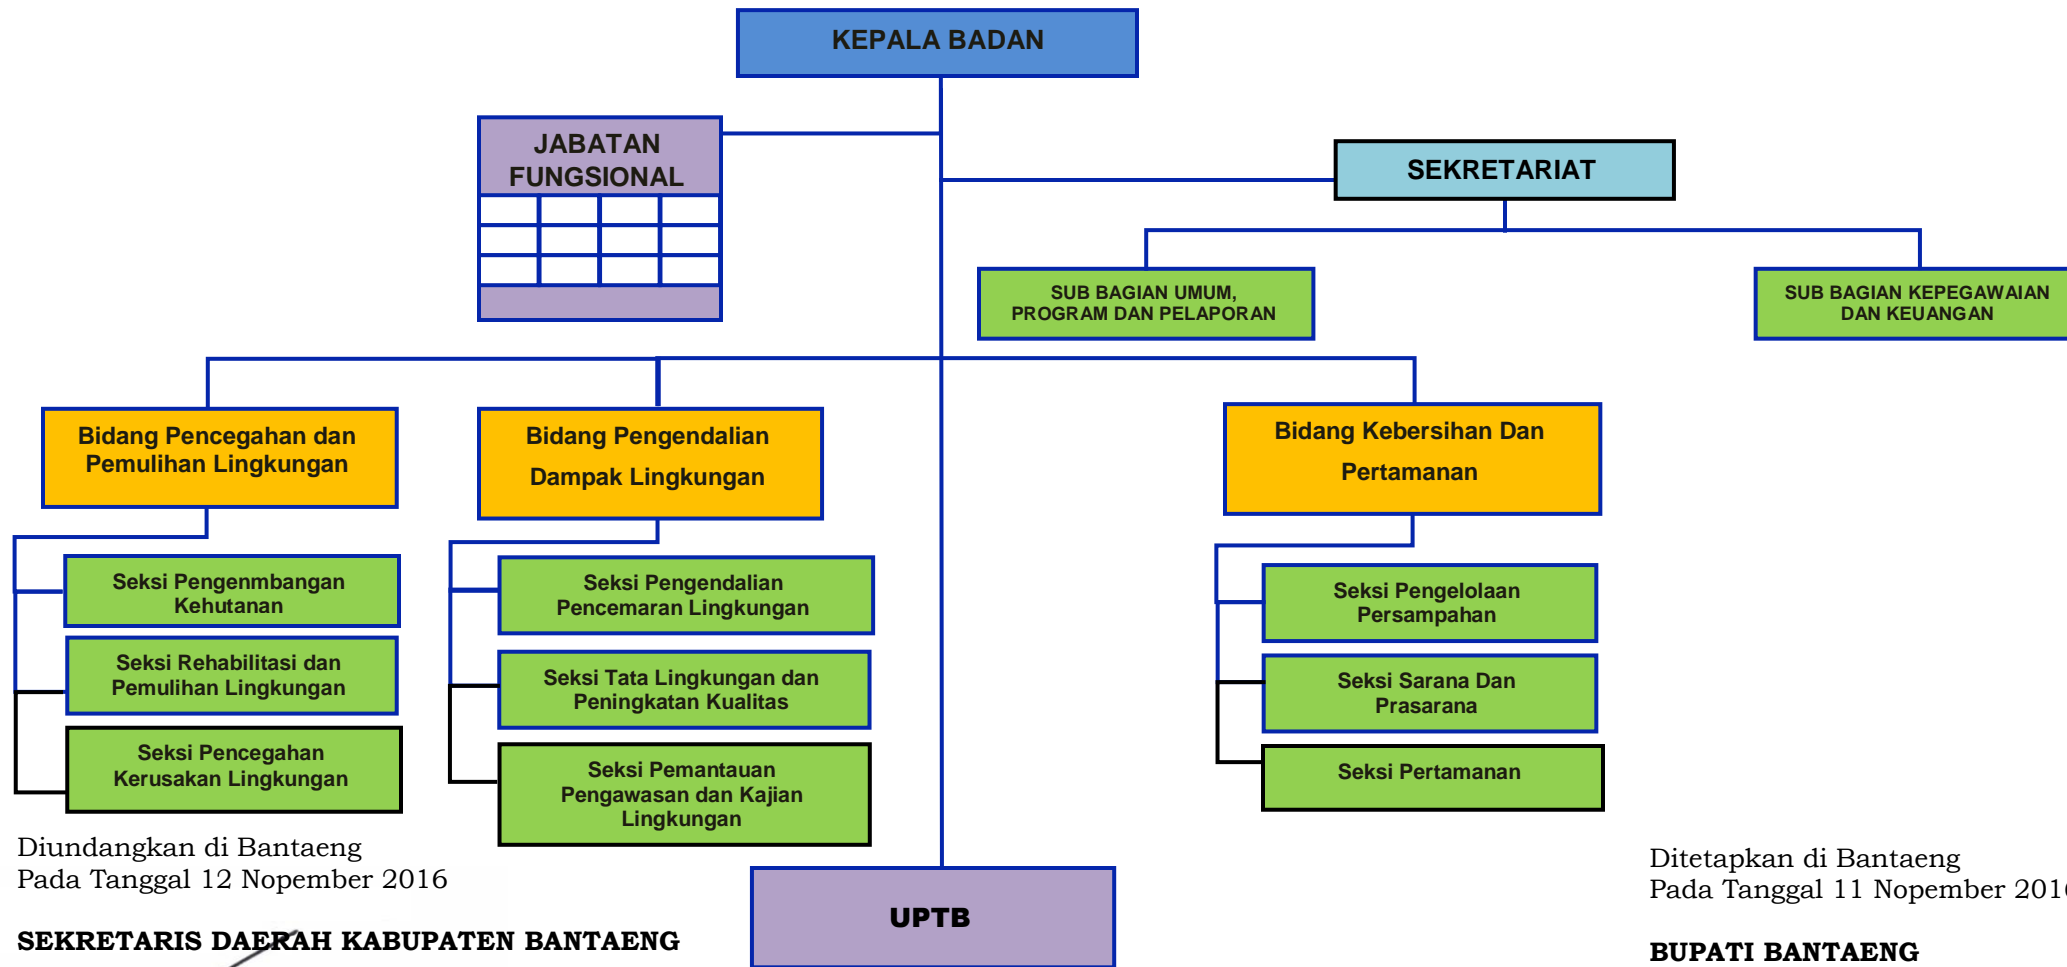 KEPALA BADAN
JABATAN
FUNGSIONAL
SEKRETARIAT
SUB BAGIAN UMUM,
PROGRAM DAN PELAPORAN
SUB BAGIAN KEPEGAWAIAN
DAN KEUANGAN
Bidang Pencegahan dan
Pemulihan Lingkungan
Bidang Pengendalian
Dampak Lingkungan
Bidang Kebersihan Dan
Pertamanan
Seksi Pengenmbangan
Kehutanan
Seksi Rehabilitasi dan
Pemulihan Lingkungan
Seksi Pencegahan
Kerusakan Lingkungan
Seksi Pengendalian
Pencemaran Lingkungan
Seksi Tata Lingkungan dan
Peningkatan Kualitas
Seksi Pemantauan
Pengawasan dan Kajian
Lingkungan
Seksi Pengelolaan
Persampahan
Seksi Sarana Dan
Prasarana
Seksi Pertamanan
UPTB
Diundangkan di Bantaeng
Pada Tanggal 12 Nopember 2016
SEKRETARIS DAERAH KABUPATEN BANTAENG
Ditetapkan di Bantaeng
Pada Tanggal 11 Nopember 2016
BUPATI BANTAENG